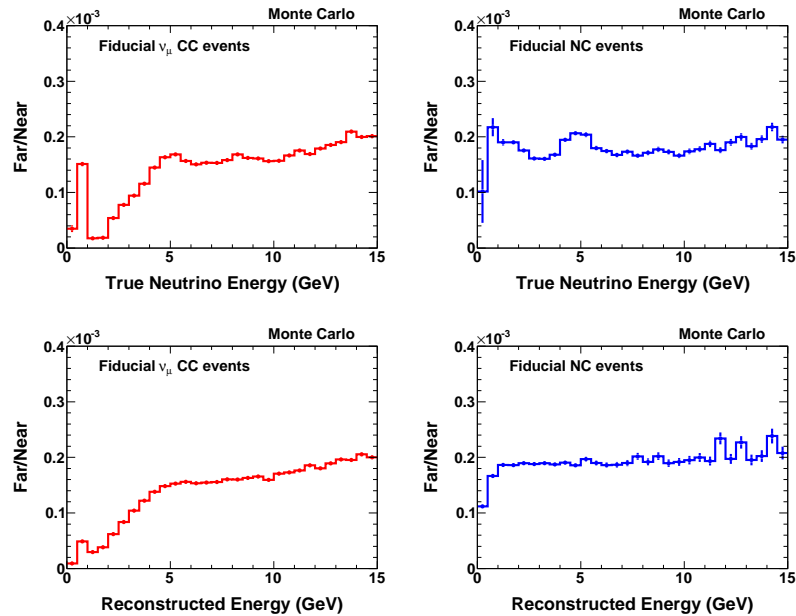 ×10⁻³ Monte Carlo
Fiducial νμ CC events
Far/Near
0.4
0.3
0.2
0.1
0
0 5 10 15
True Neutrino Energy (GeV)
×10⁻³ Monte Carlo
Fiducial NC events
Far/Near
0.4
0.3
0.2
0.1
0
0 5 10 15
True Neutrino Energy (GeV)
×10⁻³ Monte Carlo
Fiducial νμ CC events
Far/Near
0.4
0.3
0.2
0.1
0
0 5 10 15
Reconstructed Energy (GeV)
×10⁻³ Monte Carlo
Fiducial NC events
Far/Near
0.4
0.3
0.2
0.1
0
0 5 10 15
Reconstructed Energy (GeV)